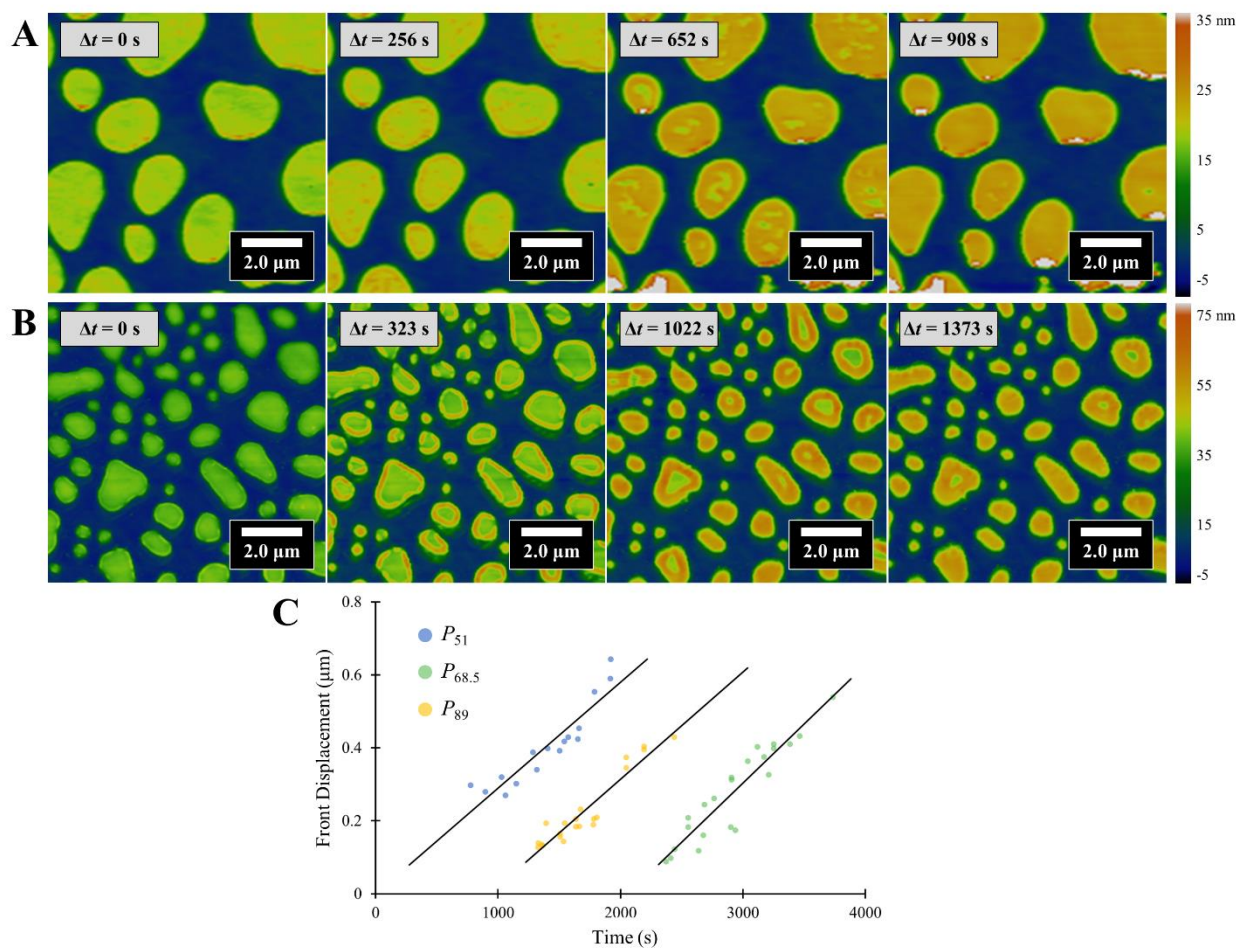 A
Δt = 0 s
Δt = 256 s
Δt = 652 s
Δt = 908 s
2.0 μm
2.0 μm
2.0 μm
2.0 μm
35 nm
25
15
5
-5
B
Δt = 0 s
Δt = 323 s
Δt = 1022 s
Δt = 1373 s
2.0 μm
2.0 μm
2.0 μm
2.0 μm
75 nm
55
35
15
-5
C
Front Displacement (μm)
0.8
0.6
0.4
0.2
0
P51
P68.5
P89
0
1000
2000
3000
4000
Time (s)